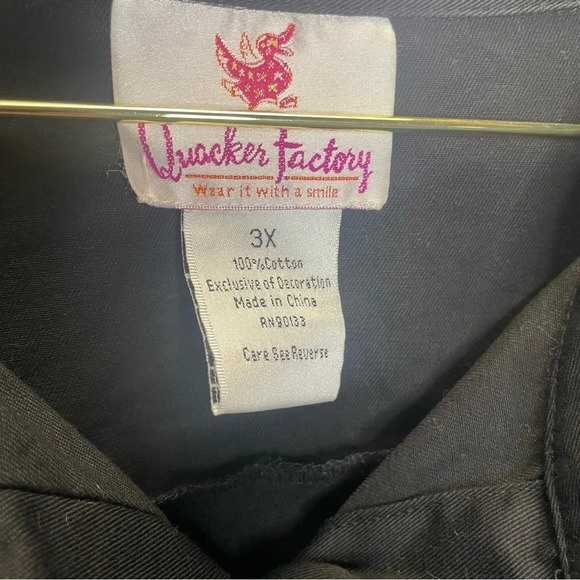 Quacker Factory
Wear it with a smile
3X
100%Cotton
Exclusive of Decoration
Made in China
RN90133
Care See Reverse